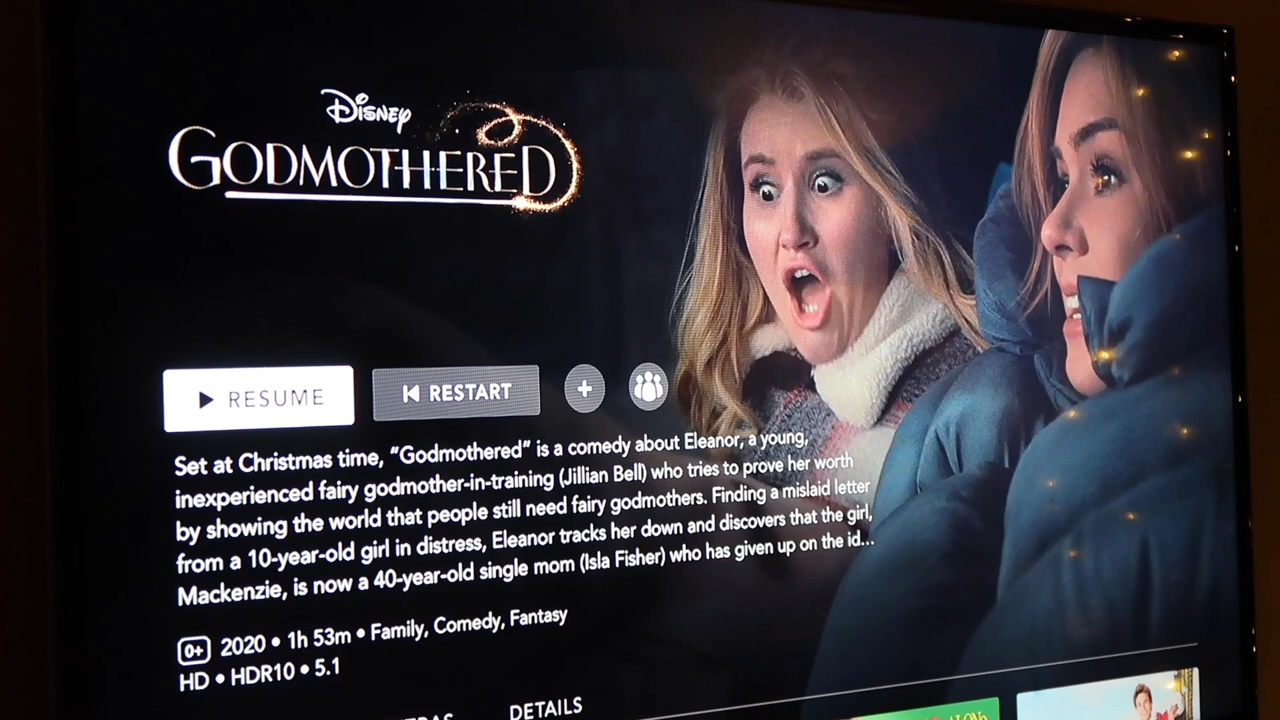 Disney
GODMOTHERED
RESUME
RESTART
Set at Christmas time, “Godmothered” is a comedy about Eleanor, a young,
inexperienced fairy godmother-in-training (Jillian Bell) who tries to prove her worth
by showing the world that people still need fairy godmothers. Finding a mislaid letter
from a 10-year-old girl in distress, Eleanor tracks her down and discovers that the girl,
Mackenzie, is now a 40-year-old single mom (Isla Fisher) who has given up on the id...
0+ 2020 • 1h 53m • Family, Comedy, Fantasy
HD • HDR10 • 5.1
DETAILS